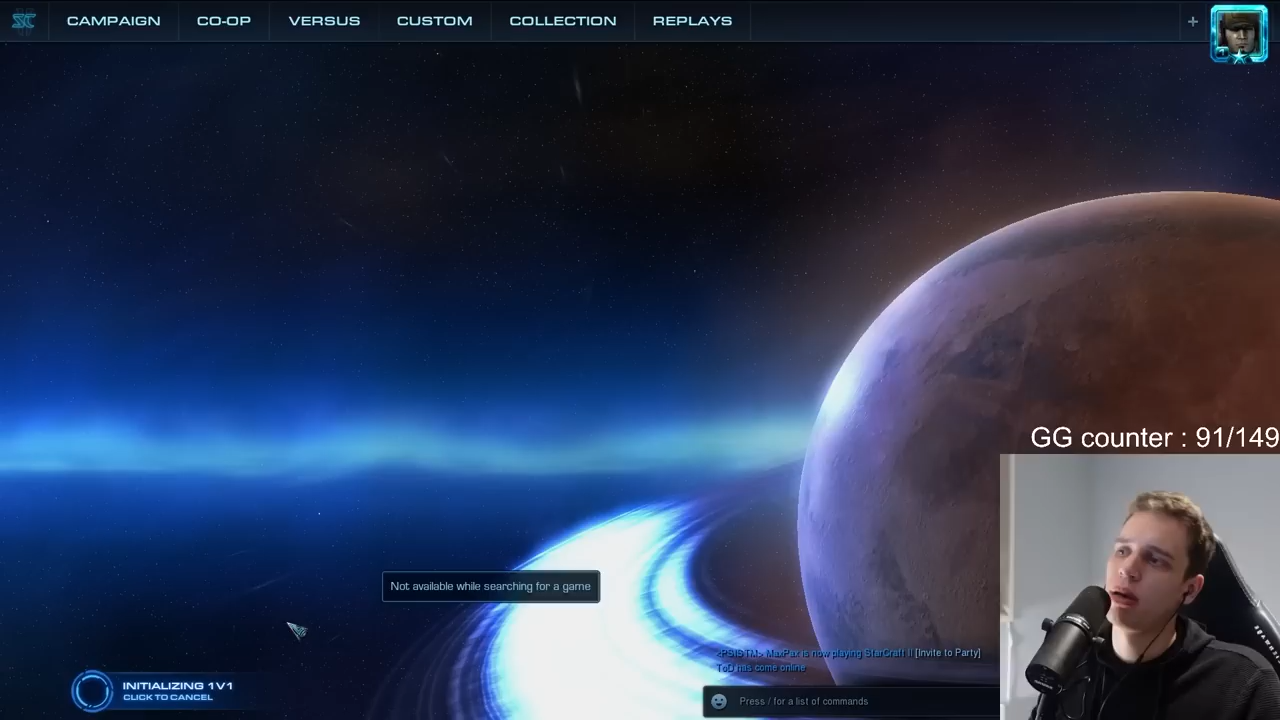 CAMPAIGN
CO-OP
VERSUS
CUSTOM
COLLECTION
REPLAYS
+
GG counter : 91/149
Not available while searching for a game
<PSISTM> MaxPax is now playing StarCraft II [Invite to Party]
ToD has come online
INITIALIZING 1V1
CLICK TO CANCEL
Press / for a list of commands